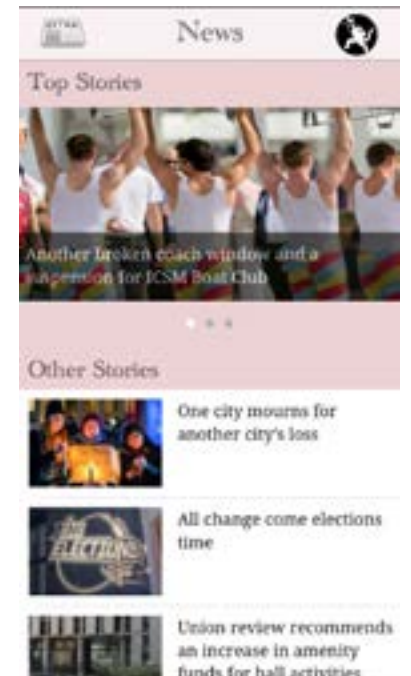 News
Top Stories
Another broken coach window and a
suspension for ICSM Boat Club
Other Stories
One city mourns for
another city's loss
All change come elections
time
ELECTIONS
Union review recommends
an increase in amenity
funds for hall activities